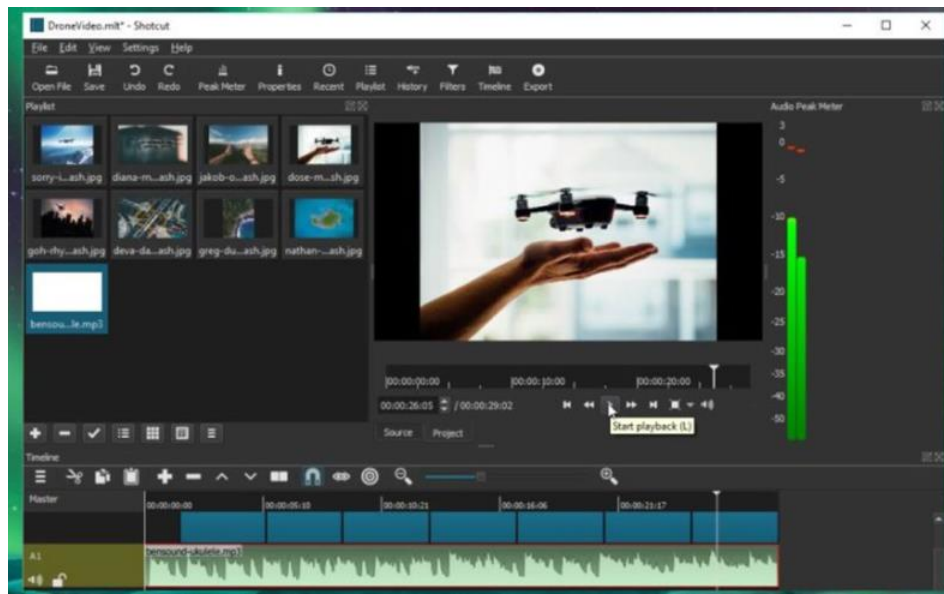 DroneVideo.mlt* - Shotcut
File Edit View Settings Help
Open File Save Undo Redo Peak Meter Properties Recent Playlist History Filters Timeline Export
Playlist
Audio Peak Meter
sorry-i...ash.jpg diana-m...ash.jpg jakob-o...ash.jpg dose-m...sh.jpg
goh-rhy...ash.jpg deva-da...ash.jpg greg-du...ash.jpg nathan-...ash.jpg
bensou...le.mp3
3
0
-5
-10
-15
-20
-25
-30
-35
-40
-50
00:00:00:00 00:00:10:00 00:00:20:00
00:00:26:05 / 00:00:29:02
Start playback (L)
Source Project
Timeline
Master
00:00:00:00 00:00:05:10 00:00:10:21 00:00:16:06 00:00:21:17
A1
bensound-ukulele.mp3